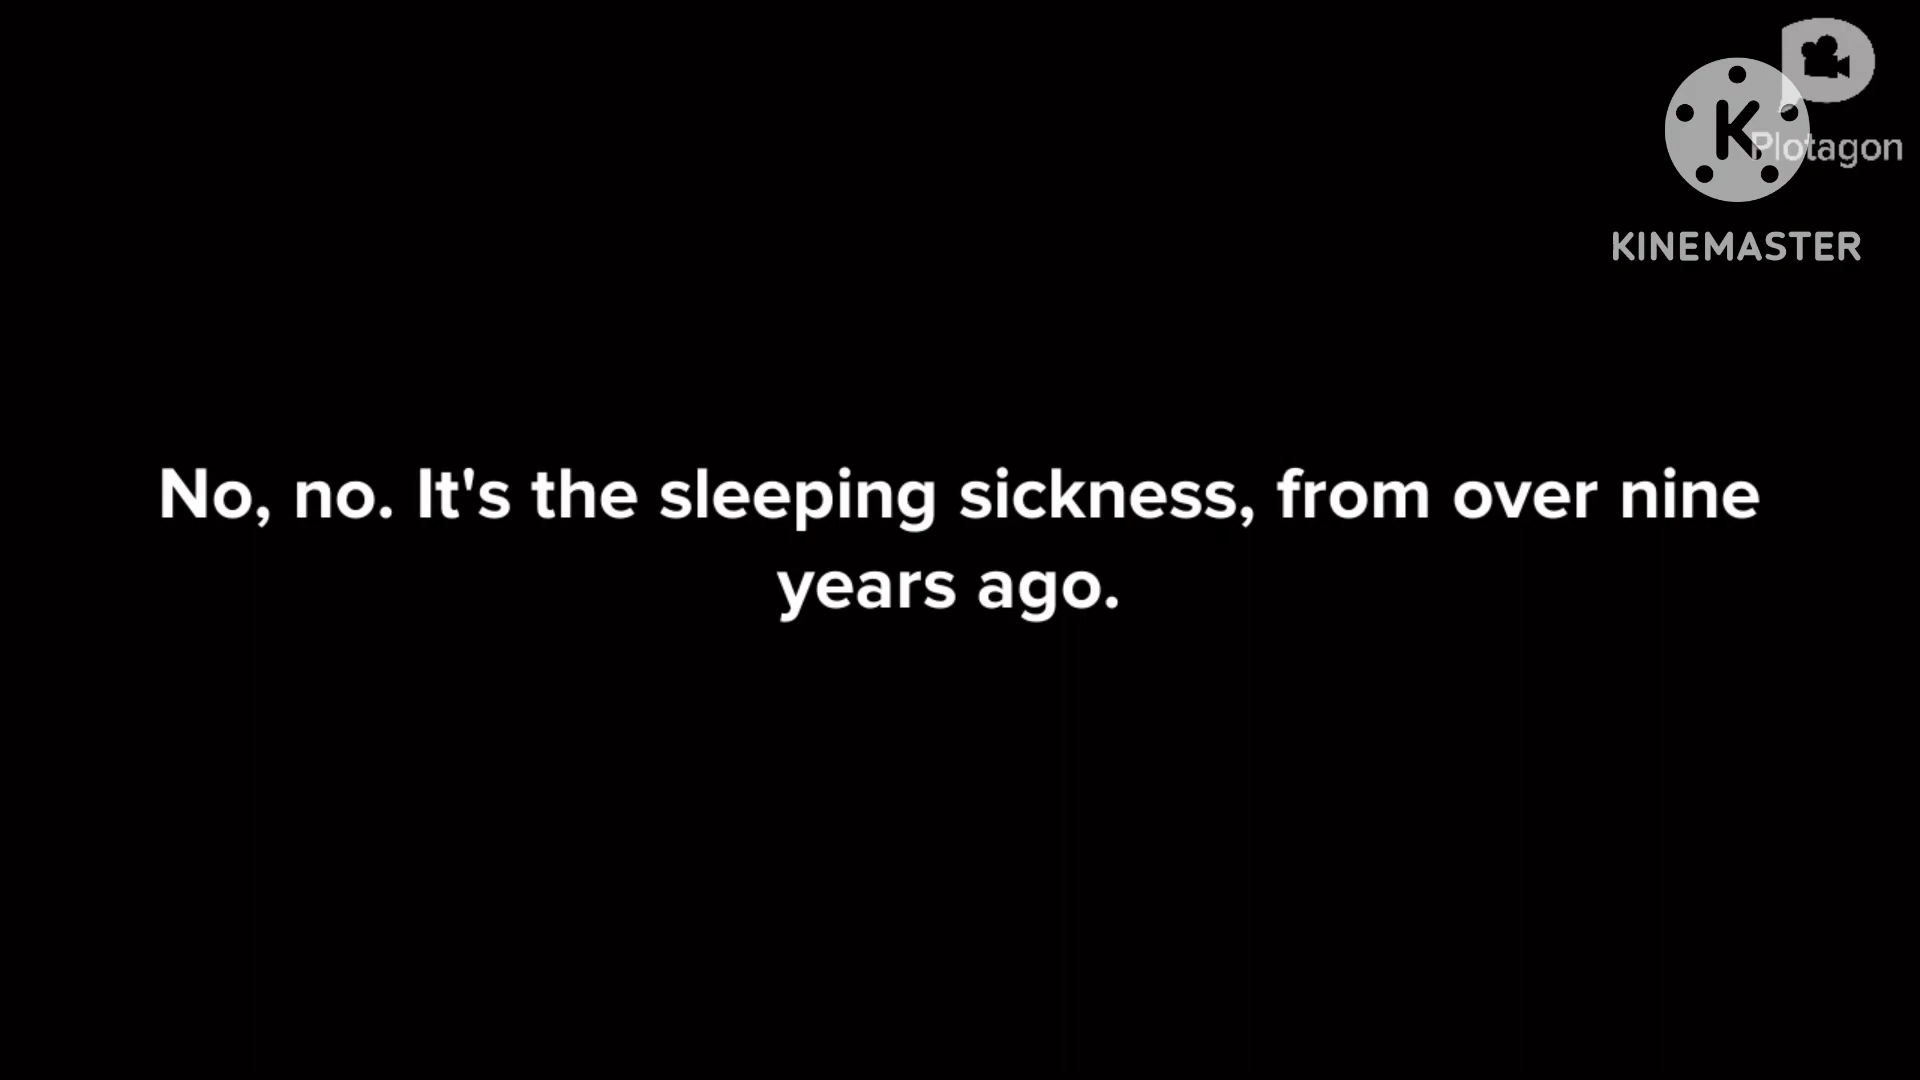 Plotagon
KINEMASTER
No, no. It's the sleeping sickness, from over nine
years ago.